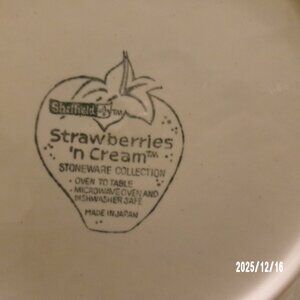 Sheffield TM
Strawberries
'n Cream™
STONEWARE COLLECTION
• OVEN TO TABLE
• MICROWAVE OVEN AND
DISHWASHER SAFE
MADE IN JAPAN
2025/12/16